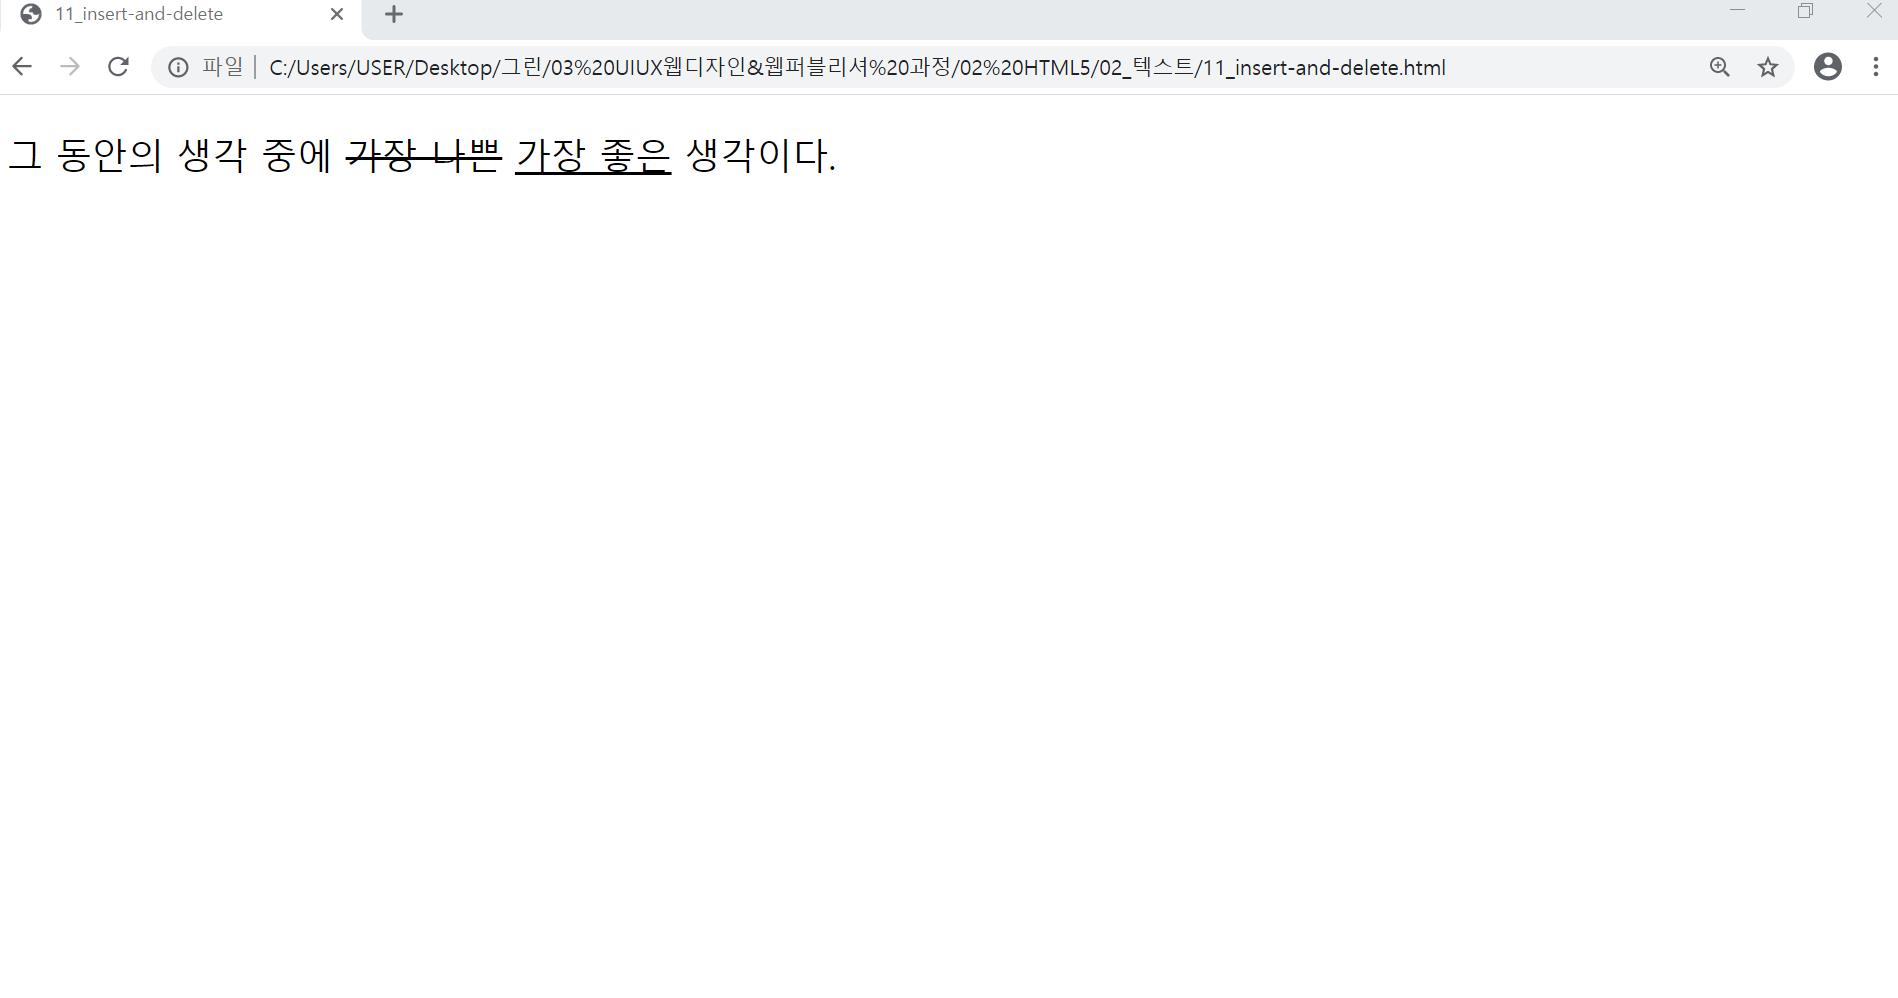 11_insert-and-delete
파일 C:/Users/USER/Desktop/그린/03%20UIUX웹디자인&웹퍼블리셔%20과정/02%20HTML5/02_텍스트/11_insert-and-delete.html
그 동안의 생각 중에 가장 나쁜 가장 좋은 생각이다.